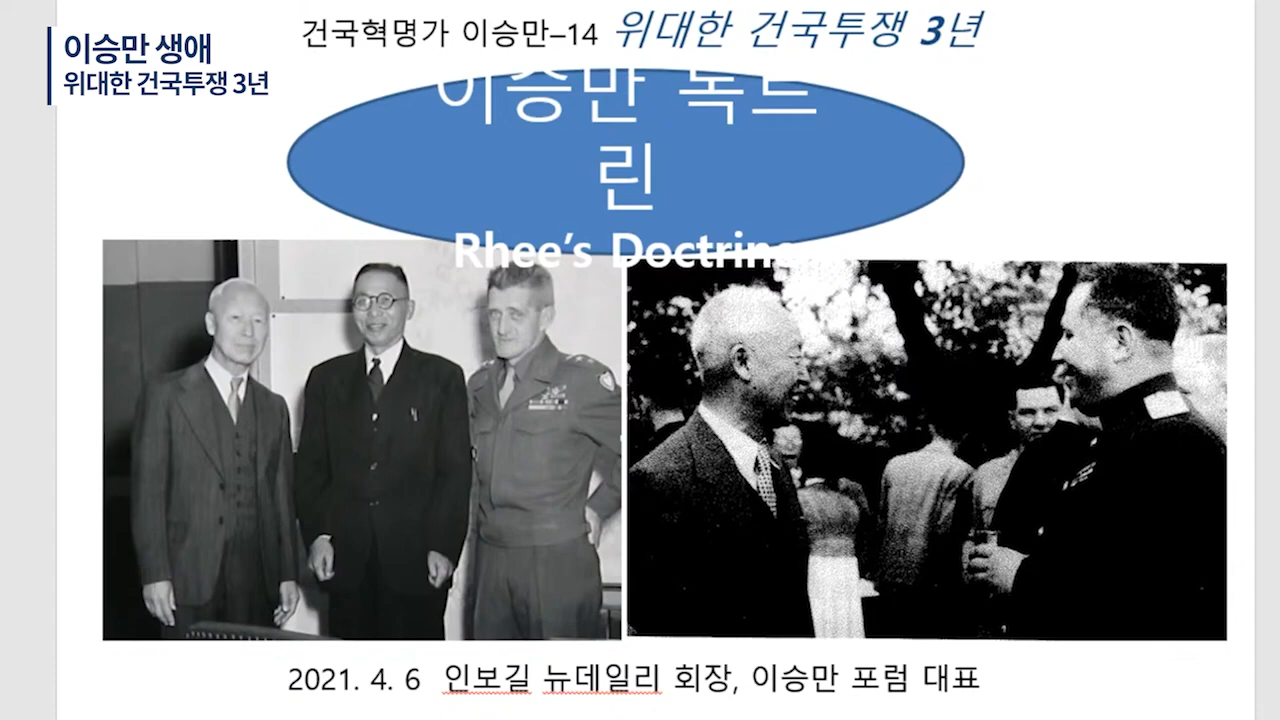 이승만 생애
위대한 건국투쟁 3년
건국혁명가 이승만–14 위대한 건국투쟁 3년
이승만 독트
린
Rhee's Doctrine
2021. 4. 6 인보길 뉴데일리 회장, 이승만 포럼 대표